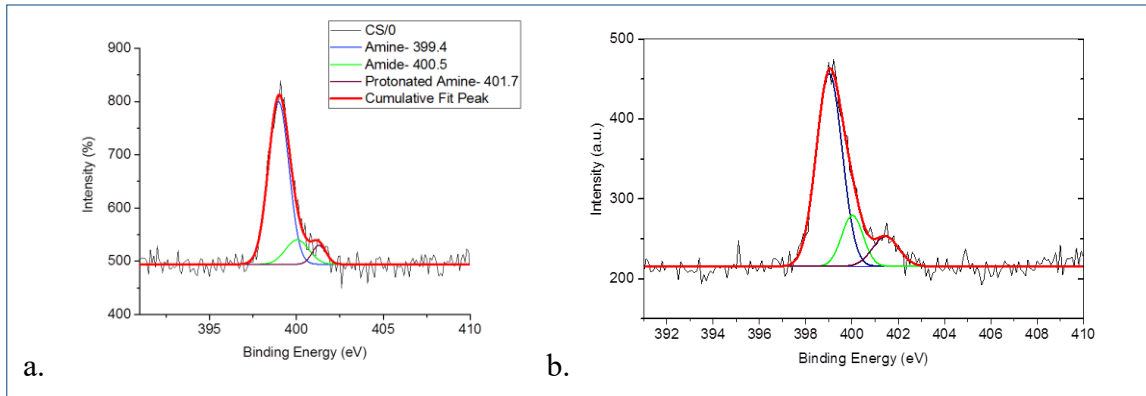 CS/0
Amine- 399.4
Amide- 400.5
Protonated Amine- 401.7
Cumulative Fit Peak
900
800
700
600
500
400
Intensity (%)
395 400 405 410
Binding Energy (eV)
a.
500
400
300
200
Intensity (a.u.)
392 394 396 398 400 402 404 406 408 410
Binding Energy (eV)
b.